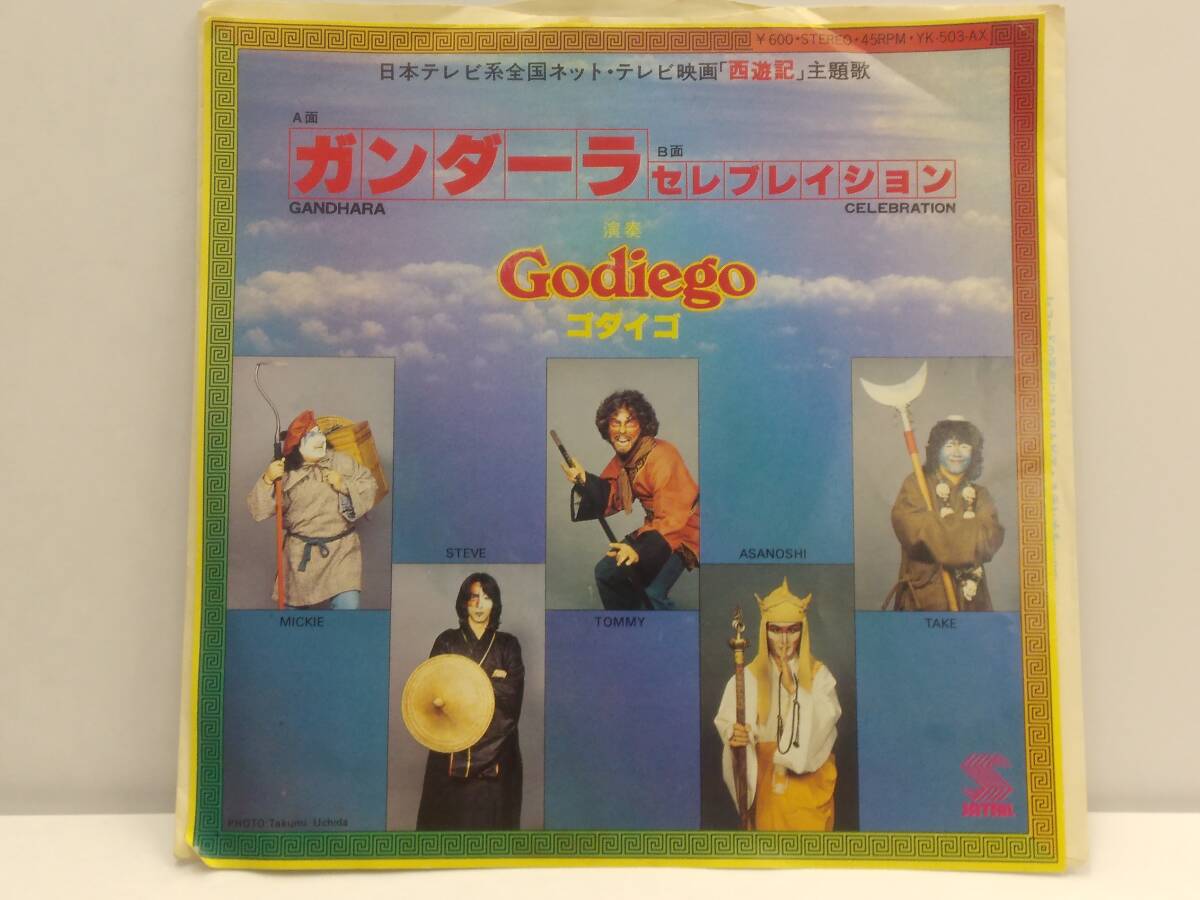 ¥600・STEREO・45RPM・YK-503-AX
日本テレビ系全国ネット・テレビ映画「西遊記」主題歌
A面
ガンダーラ
GANDHARA
B面
セレブレイション
CELEBRATION
演奏
Godiego
ゴダイゴ
MICKIE
STEVE
TOMMY
ASANOSHI
TAKE
PHOTO:Takumi Uchida